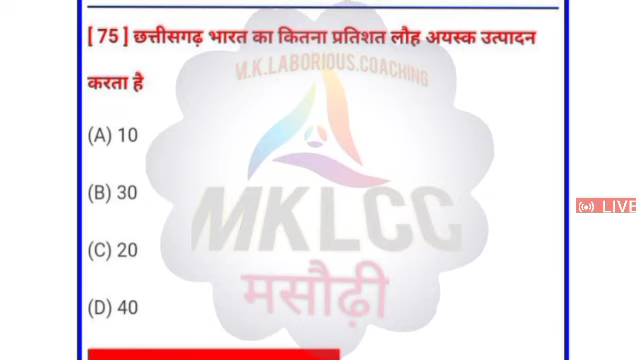 [ 75 ] छत्तीसगढ़ भारत का कितना प्रतिशत लौह अयस्क उत्पादन
M.K.LABORIOUS.COACHING
करता है
(A) 10
(B) 30
LIVE
MKLCC
(C) 20
मसौढ़ी
(D) 40